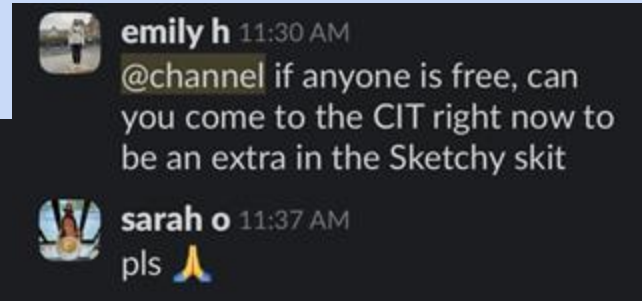 emily h 11:30 AM
@channel if anyone is free, can
you come to the CIT right now to
be an extra in the Sketchy skit
sarah o 11:37 AM
pls 🙏